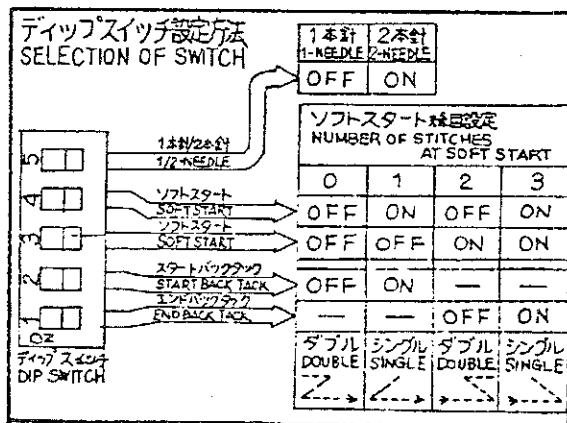 ディップスイッチ設定方法
SELECTION OF SWITCH
1本針 2本針
1-NEEDLE 2-NEEDLE
OFF ON
ソフトスタート縫目設定
NUMBER OF STITCHES
AT SOFT START
0 1 2 3
5 1本針/2本針
1/2-NEEDLE
4 ソフトスタート
SOFT START OFF ON OFF ON
3 ソフトスタート
SOFT START OFF OFF ON ON
2 スタートバックタック
START BACK TACK OFF ON — —
1 エンドバックタック
END BACK TACK — — OFF ON
ON
ディップスイッチ
DIP SWITCH
ダブル シングル ダブル シングル
DOUBLE SINGLE DOUBLE SINGLE